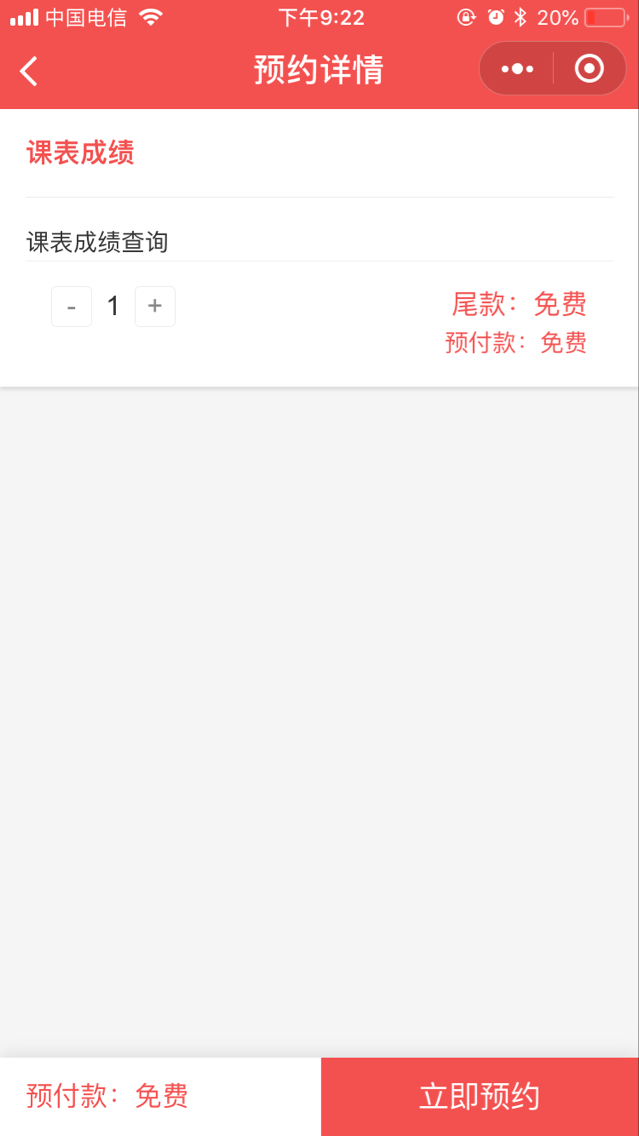 中国电信 下午9:22 20%
预约详情
课表成绩
课表成绩查询
- 1 +
尾款：免费
预付款：免费
预付款：免费 立即预约